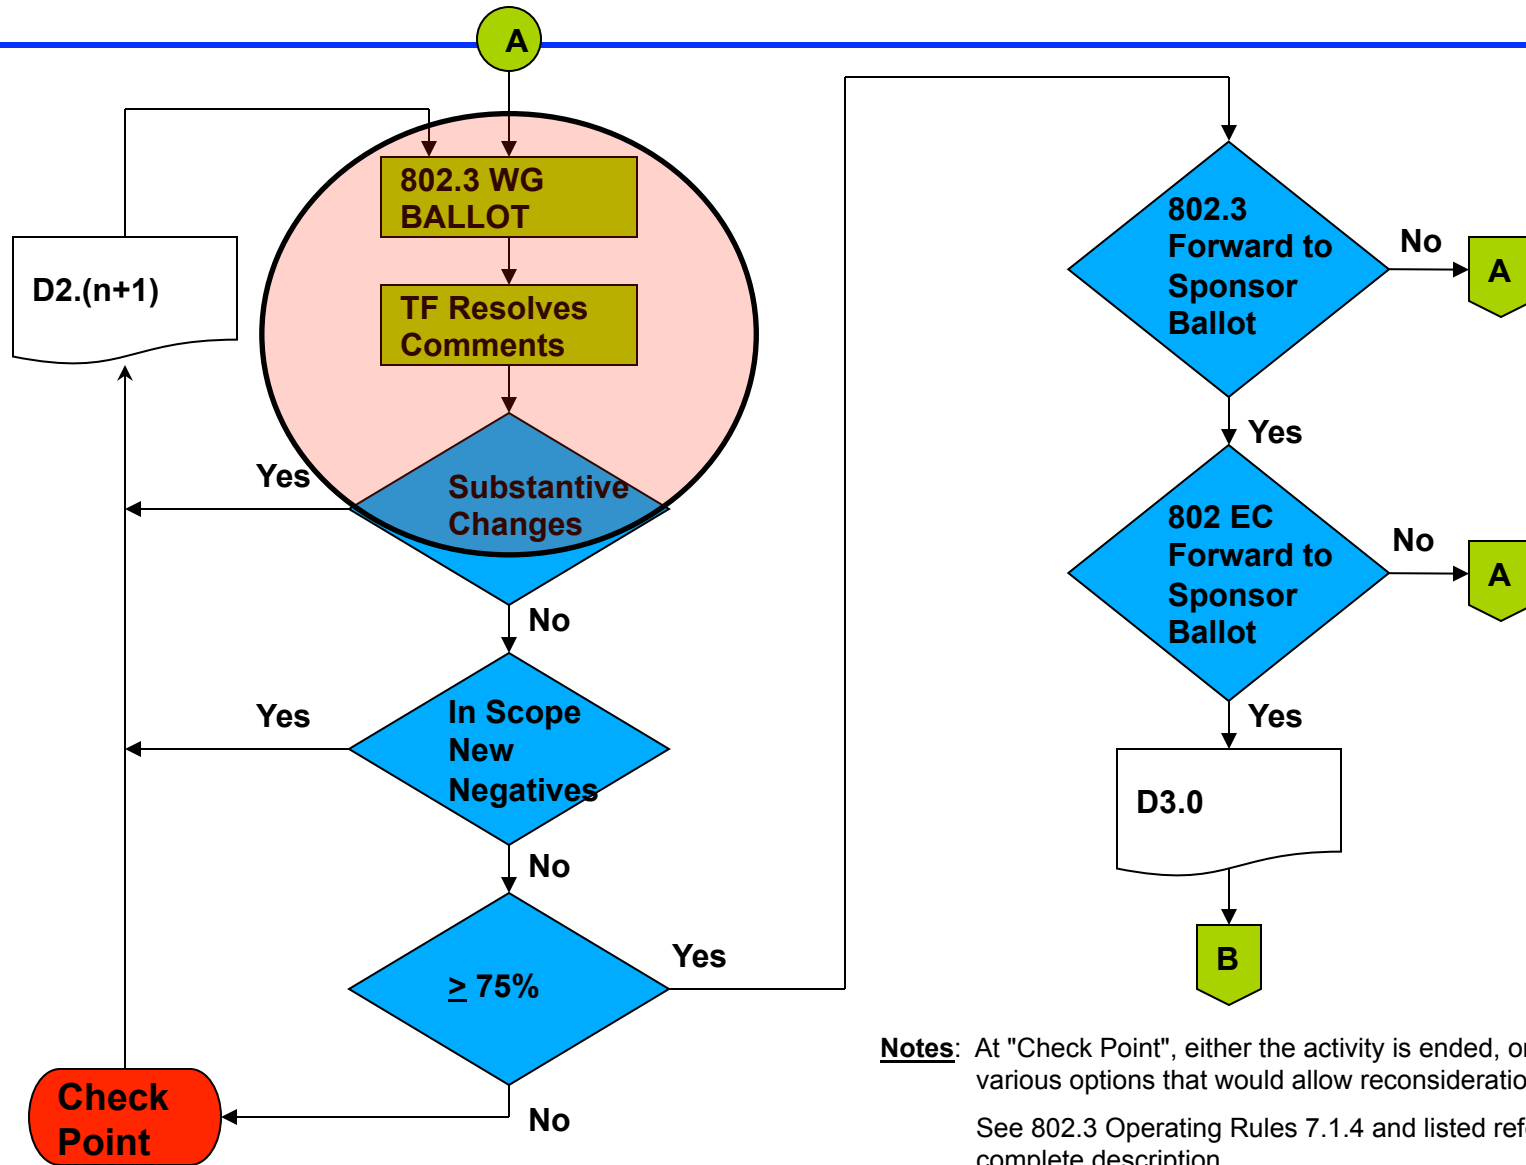 A
802.3 WG
BALLOT
D2.(n+1)
TF Resolves
Comments
Yes
Substantive
Changes
No
Yes
In Scope
New
Negatives
No
≥ 75%
Yes
No
Check
Point
802.3
Forward to
Sponsor
Ballot
No
A
Yes
802 EC
Forward to
Sponsor
Ballot
No
A
Yes
D3.0
B
Notes: At "Check Point", either the activity is ended, or
various options that would allow reconsideratio
See 802.3 Operating Rules 7.1.4 and listed ref
complete description